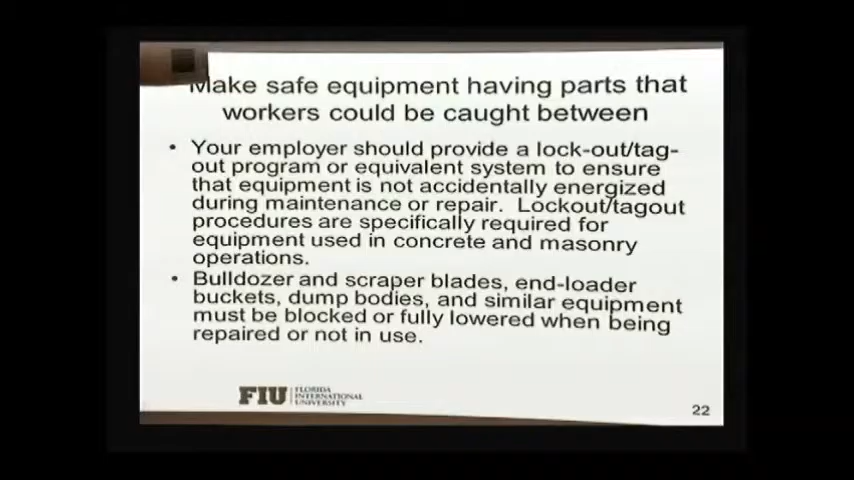 Make safe equipment having parts that
workers could be caught between
• Your employer should provide a lock-out/tag-
out program or equivalent system to ensure
that equipment is not accidentally energized
during maintenance or repair. Lockout/tagout
procedures are specifically required for
equipment used in concrete and masonry
operations.
• Bulldozer and scraper blades, end-loader
buckets, dump bodies, and similar equipment
must be blocked or fully lowered when being
repaired or not in use.
FIU FLORIDA
INTERNATIONAL
UNIVERSITY
22